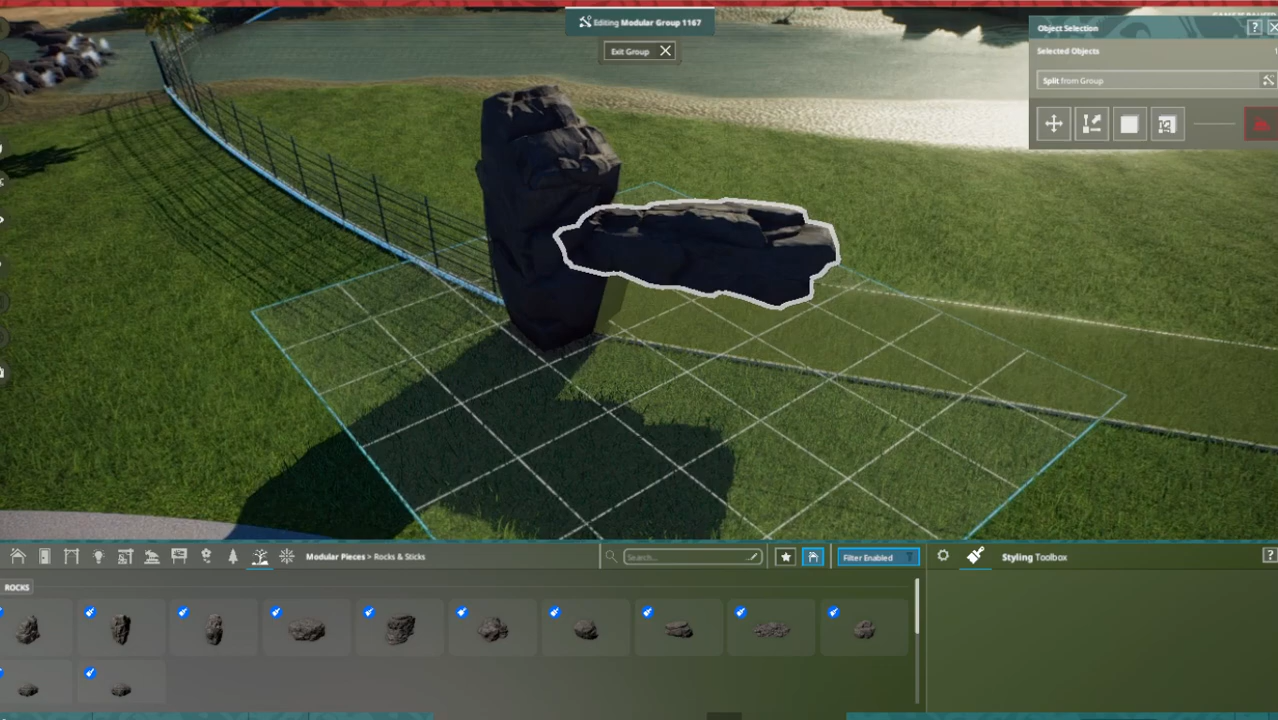 Editing Modular Group 1167
Exit Group
Object Selection
?
Selected Objects
1
Split from Group
Modular Pieces > Rocks & Sticks
Search...
Filter Enabled
Styling Toolbox
?
ROCKS